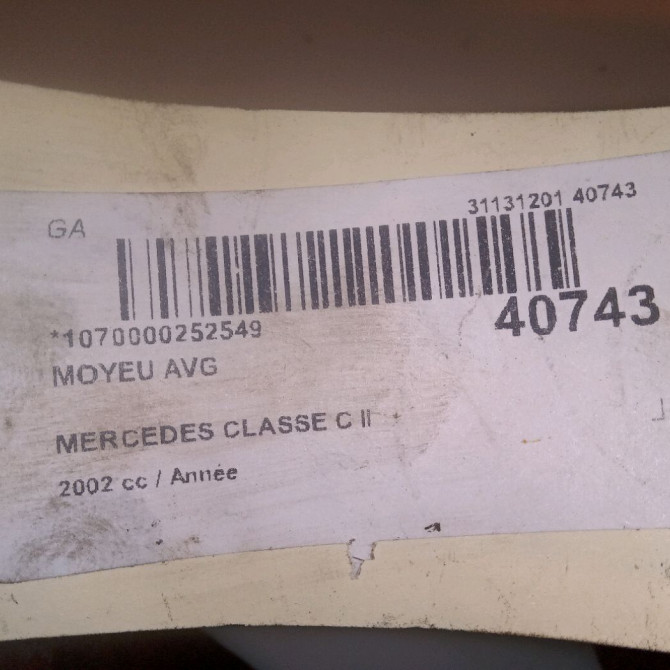 GA
31131201 40743
*1070000252549
40743
MOYEU AVG
MERCEDES CLASSE C II
2002 cc / Année